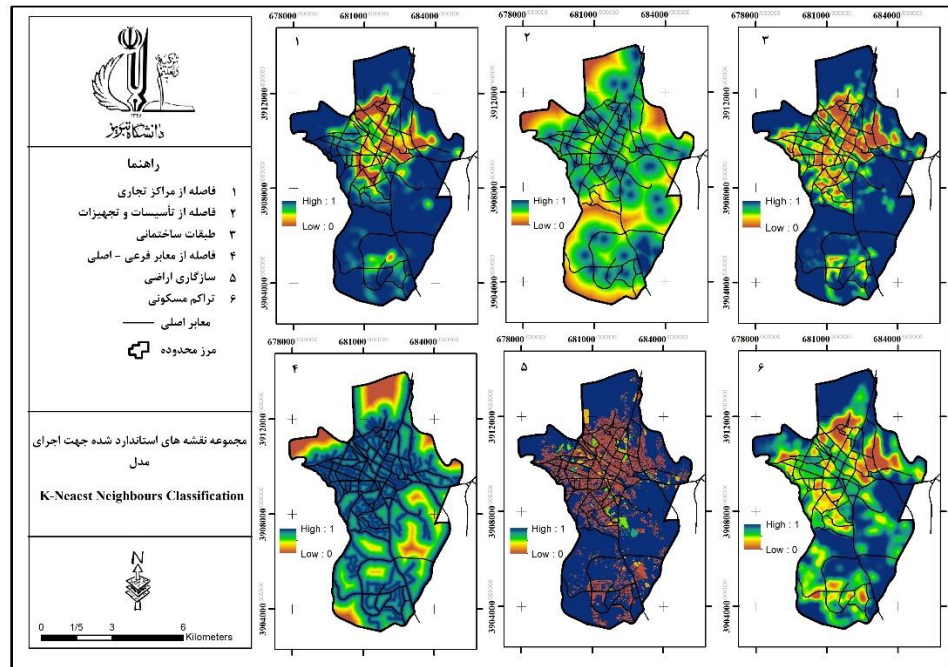 دانشگاه تبریز
راهنما
۱ فاصله از مراکز تجاری
۲ فاصله از تأسیسات و تجهیزات
۳ طبقات ساختمانی
۴ فاصله از معابر فرعی - اصلی
۵ سازگاری اراضی
۶ تراکم مسکونی
معابر اصلی
مرز محدوده
مجموعه نقشه های استاندارد شده جهت اجرای
مدل
K-Neaest Neighbours Classification
N
0 1/5 3 6
Kilometers
678000 681000 684000
۱
3912000
3908000
3904000
High : 1
Low : 0
678000 681000 684000
۲
3912000
3908000
3904000
High : 1
Low : 0
678000 681000 684000
۳
3912000
3908000
3904000
High : 1
Low : 0
678000 681000 684000
۴
3912000
3908000
3904000
High : 1
Low : 0
678000 681000 684000
۵
3912000
3908000
3904000
High : 1
Low : 0
678000 681000 684000
۶
3912000
3908000
3904000
High : 1
Low : 0